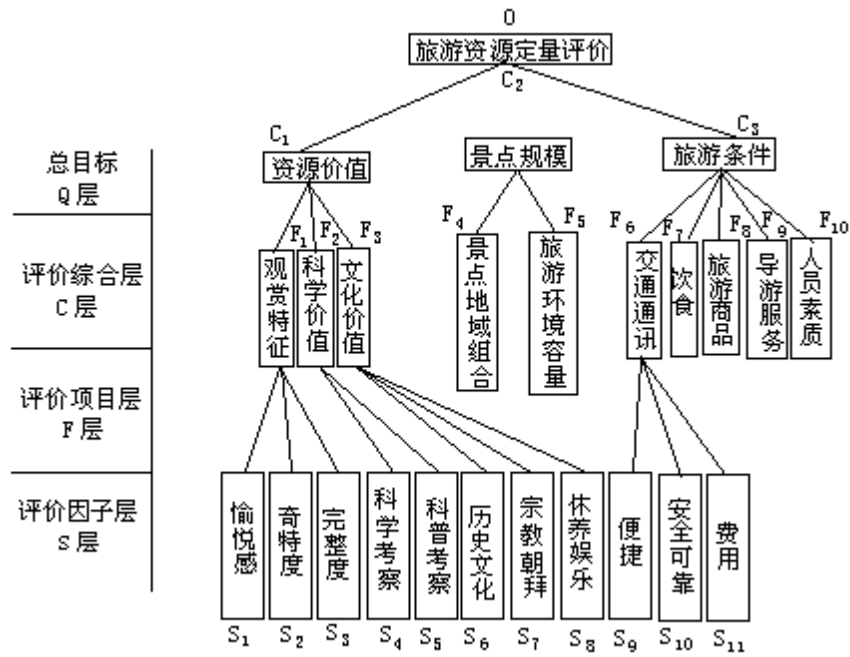 O
旅游资源定量评价
C2
C1
C3
总目标
Q层
资源价值
景点规模
旅游条件
F1
F2
F3
F4
F5
F6
F7
F8
F9
F10
评价综合层
C层
观赏特征
科学价值
文化价值
景点地域组合
旅游环境容量
交通通讯
饮食
旅游商品
导游服务
人员素质
评价项目层
F层
评价因子层
S层
愉悦感
奇特度
完整度
科学考察
科普考察
历史文化
宗教朝拜
休养娱乐
便捷
安全可靠
费用
S1
S2
S3
S4
S5
S6
S7
S8
S9
S10
S11